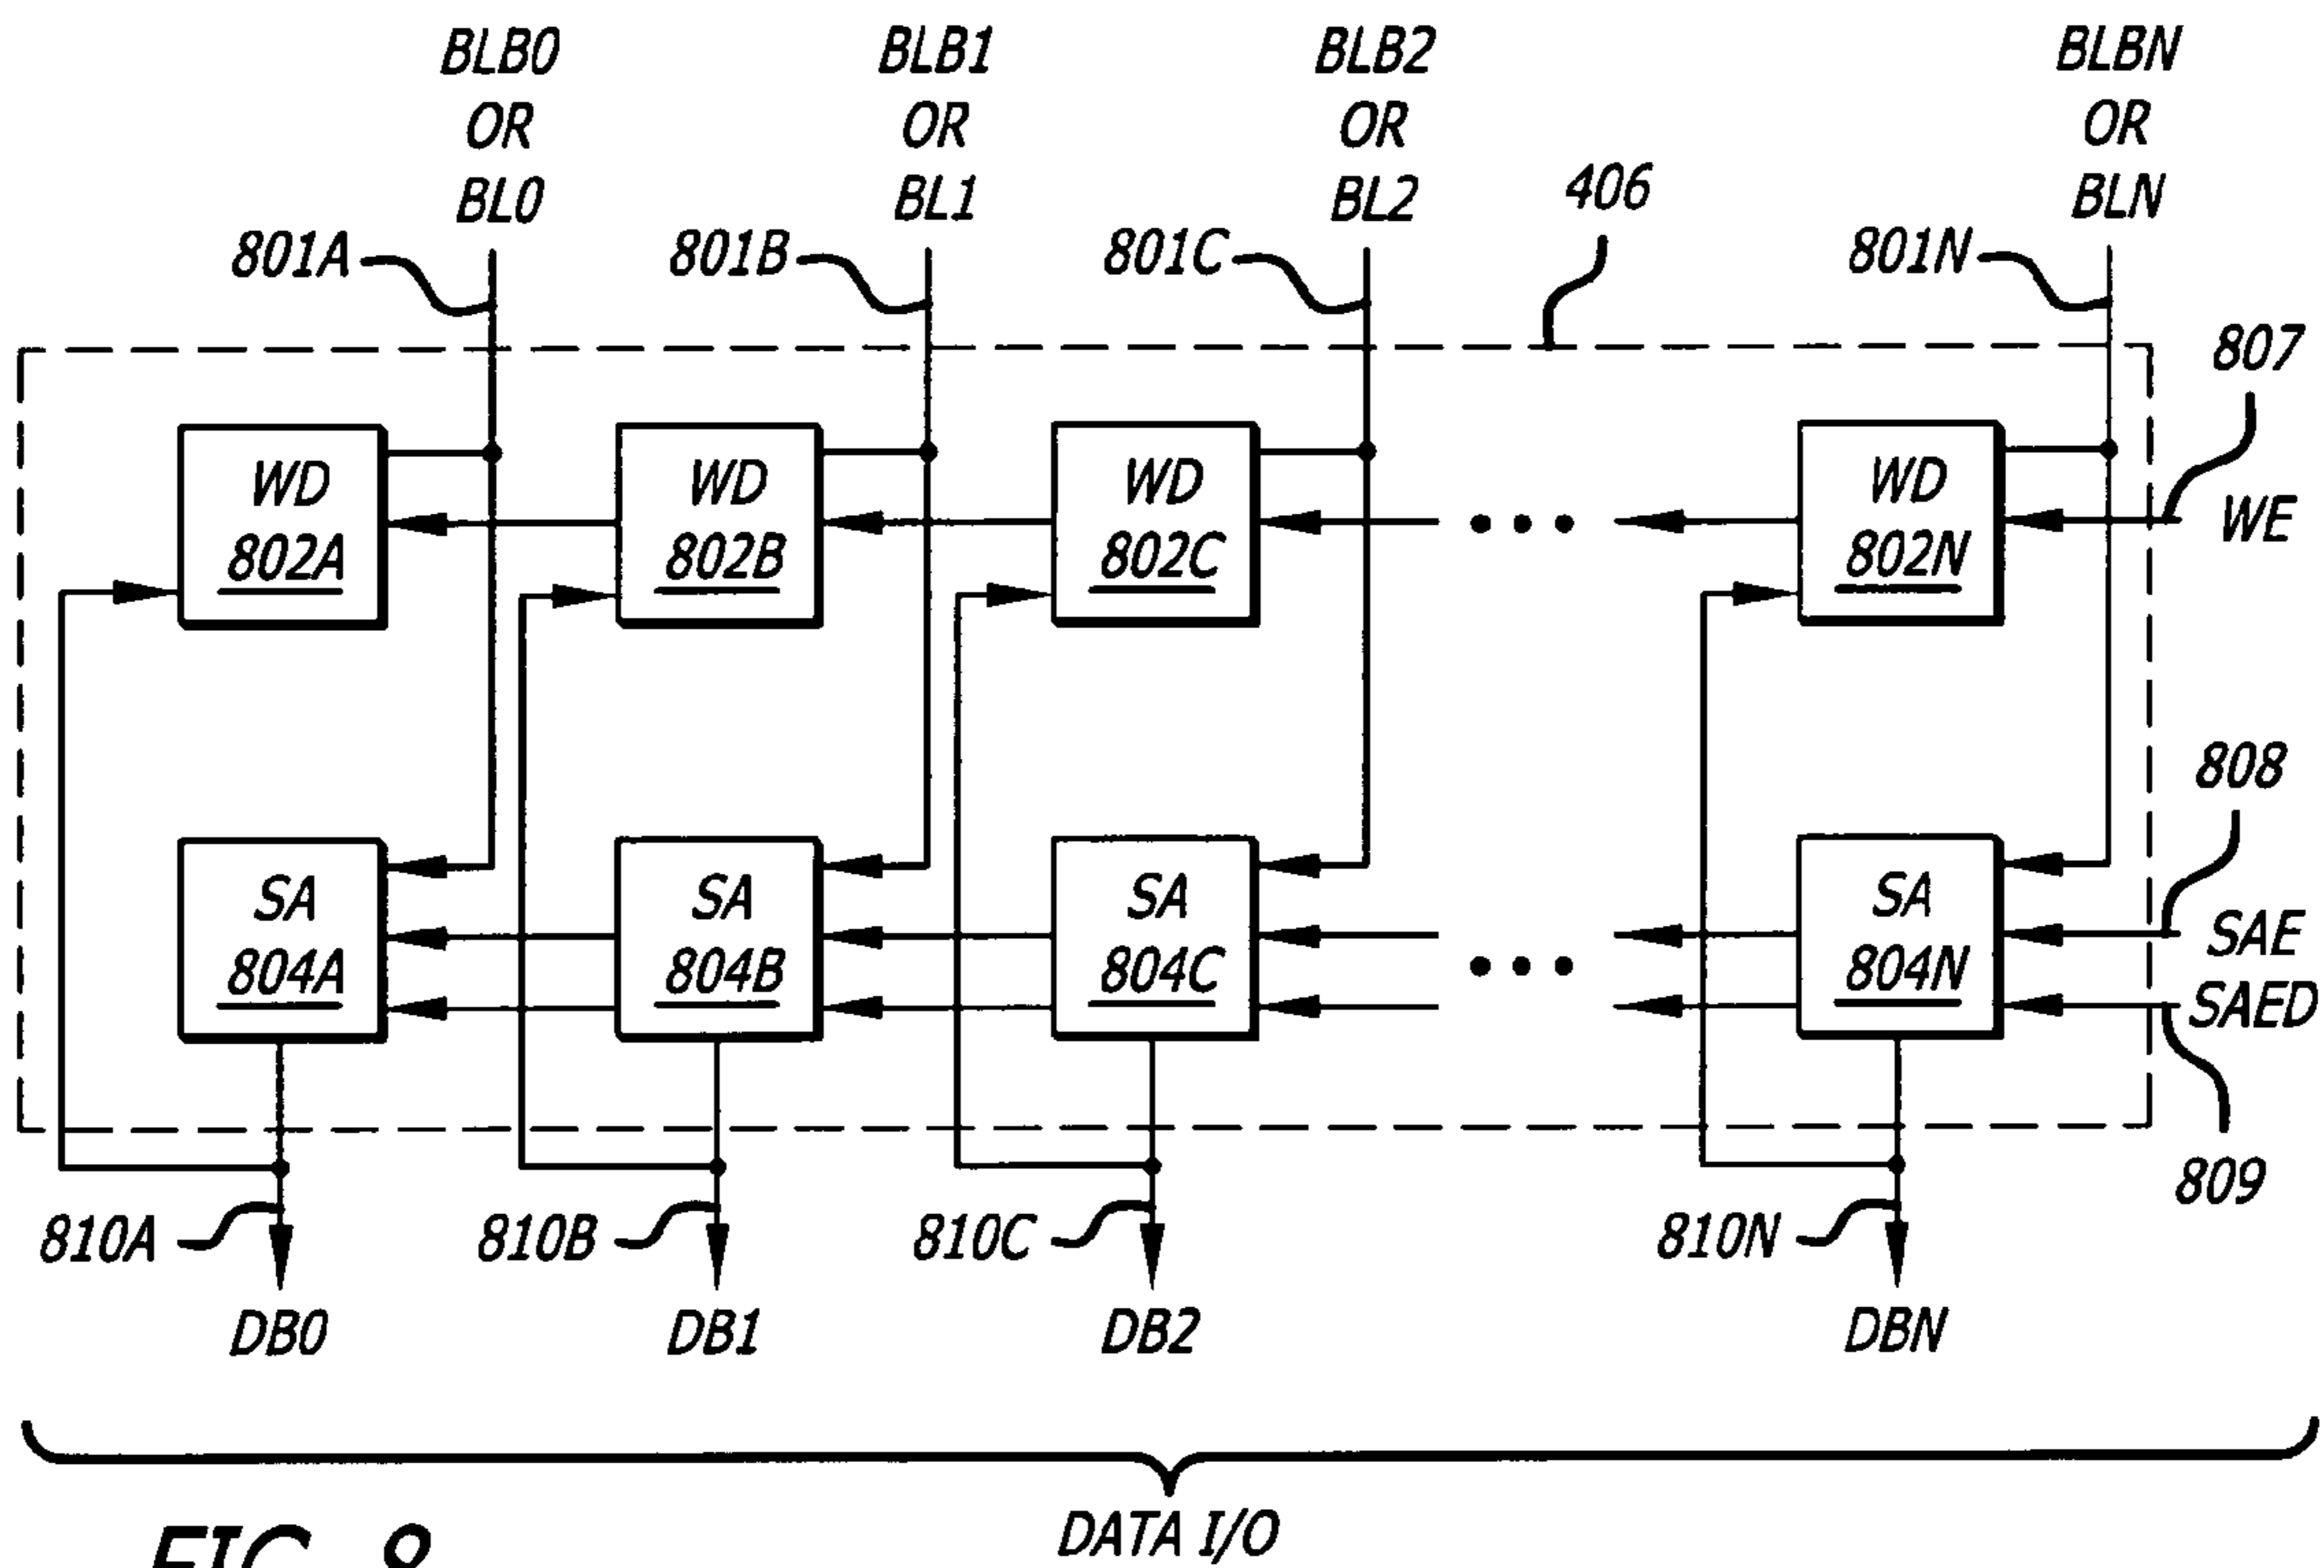 BLB0 BLB1 BLB2 BLBN
OR OR OR OR
BL0 BL1 BL2 BLN
406
801A 801B 801C 801N
807
WD WD WD WD
802A 802B 802C 802N
WE
808
SA SA SA SA
804A 804B 804C 804N
SAE
SAED
809
810A 810B 810C 810N
DB0 DB1 DB2 DBN
DATA I/O
FIG. 8